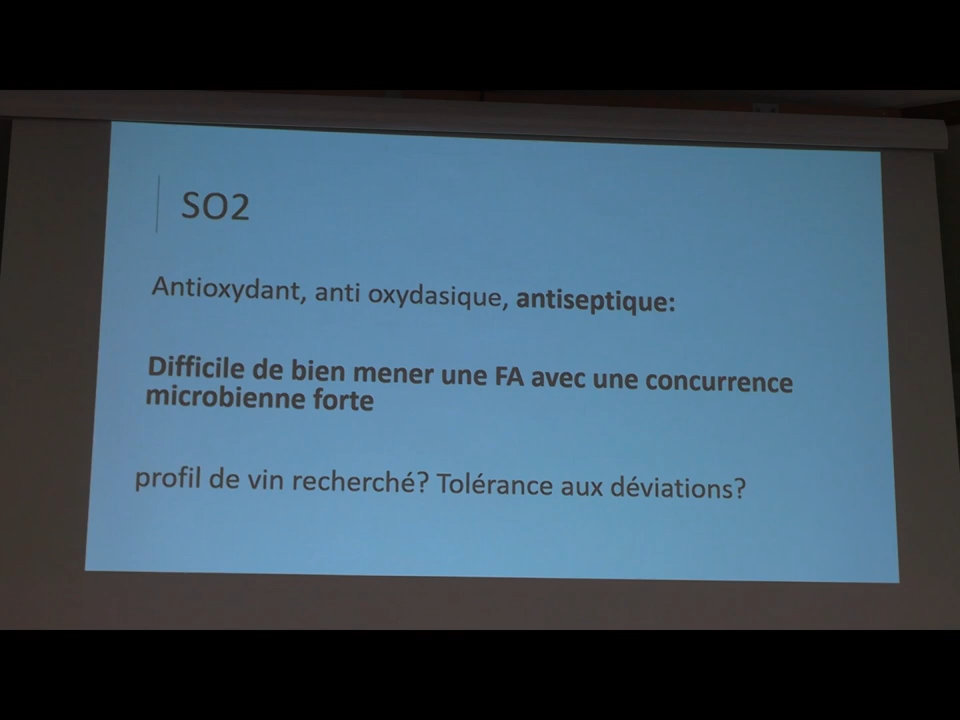 SO2
Antioxydant, anti oxydasique, antiseptique:
Difficile de bien mener une FA avec une concurrence
microbienne forte
profil de vin recherché? Tolérance aux déviations?